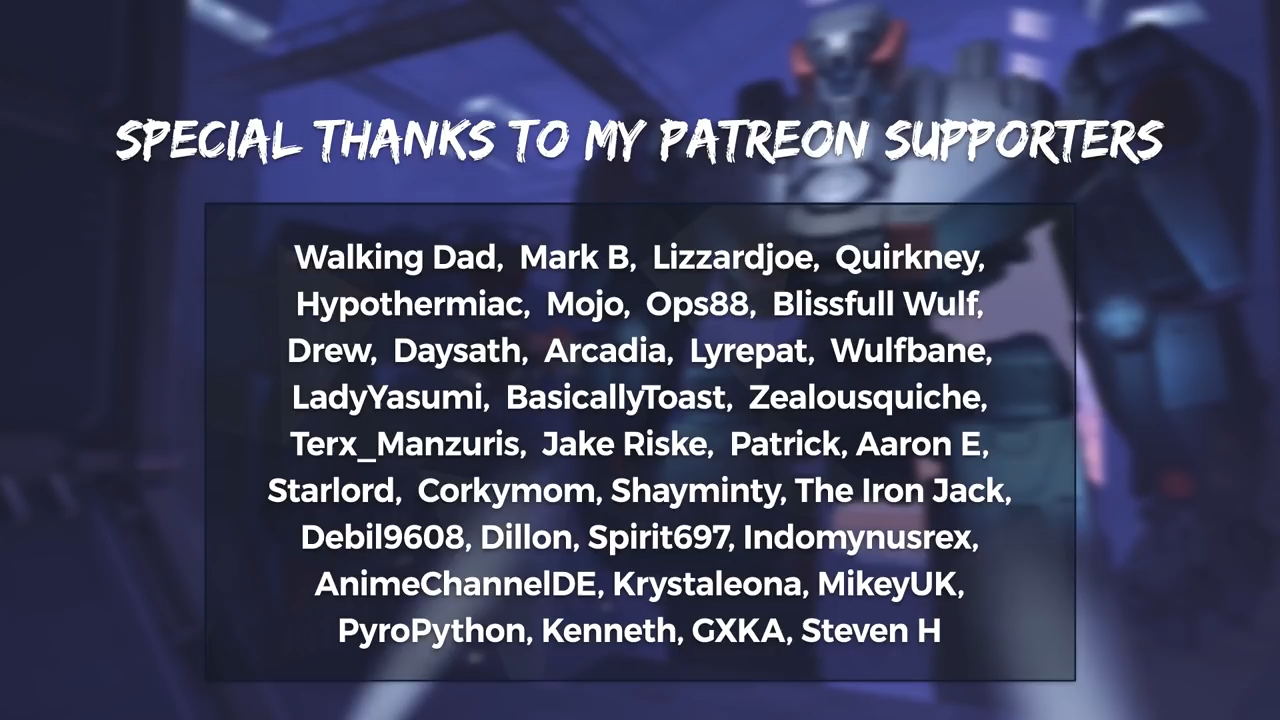 SPECIAL THANKS TO MY PATREON SUPPORTERS
Walking Dad, Mark B, Lizzardjoe, Quirkney,
Hypothermiac, Mojo, Ops88, Blissfull Wulf,
Drew, Daysath, Arcadia, Lyrepat, Wulfbane,
LadyYasumi, BasicallyToast, Zealousquiche,
Terx_Manzuris, Jake Riske, Patrick, Aaron E,
Starlord, Corkymom, Shayminty, The Iron Jack,
Debil9608, Dillon, Spirit697, Indomynusrex,
AnimeChannelDE, Krystaleona, MikeyUK,
PyroPython, Kenneth, GXKA, Steven H